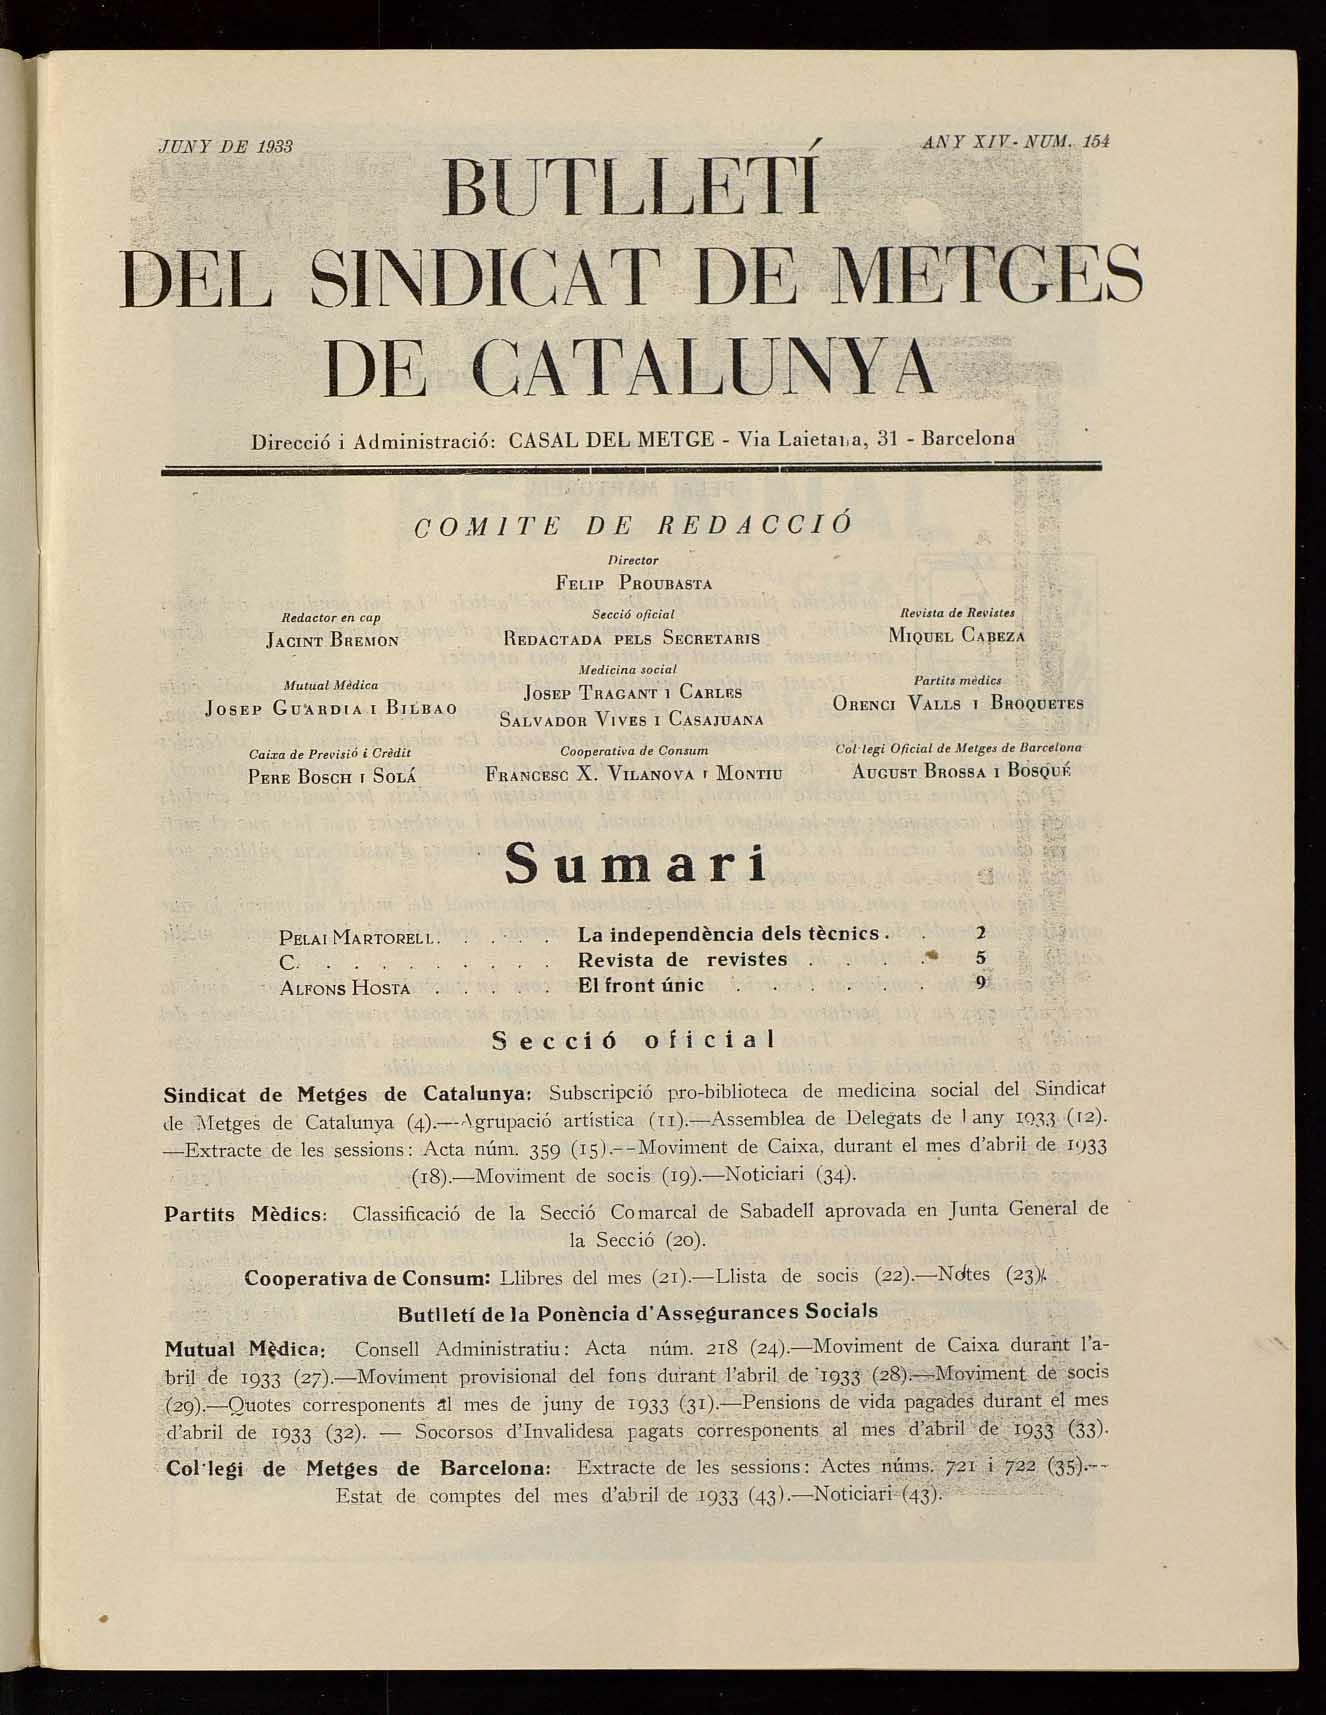 JUNY DE 1933
ANY XIV - NUM. 154
BUTLLETÍ
DEL SINDICAT DE METGES
DE CATALUNYA
Direcció i Administració: CASAL DEL METGE - Via Laietana, 31 - Barcelona
COMITE DE REDACCIÓ
Director
FELIP PROUBASTA
Redactor en cap
JACINT BREMON
Secció oficial
REDACTADA PELS SECRETARIS
Revista de Revistes
MIQUEL CABEZA
Mutual Mèdica
JOSEP GUARDIA I BILBAO
Medicina social
JOSEP TRAGANT I CARLES
SALVADOR VIVES I CASAJUANA
Partits mèdics
ORENCI VALLS I BROQUETES
Caixa de Previsió i Crèdit
PERE BOSCH I SOLÁ
Cooperativa de Consum
FRANCESC X. VILANOVA I MONTIU
Col·legi Oficial de Metges de Barcelona
AUGUST BROSSA I BOSQUÉ
Sumari
PELAI MARTORELL. . . . . . La independència dels tècnics . . 2
C. . . . . . . . . . . Revista de revistes . . . . . 5
ALFONS HOSTA . . . . . El front únic . . . . . . 9
Secció oficial
Sindicat de Metges de Catalunya: Subscripció pro-biblioteca de medicina social del Sindicat
de Metges de Catalunya (4).—Agrupació artística (11).—Assemblea de Delegats de l any 1933 (12).
—Extracte de les sessions: Acta núm. 359 (15).--Moviment de Caixa, durant el mes d'abril de 1933
(18).—Moviment de socis (19).—Noticiari (34).
Partits Mèdics: Classificació de la Secció Comarcal de Sabadell aprovada en Junta General de
la Secció (20).
Cooperativa de Consum: Llibres del mes (21).—Llista de socis (22).—Notes (23).
Butlletí de la Ponència d'Assegurances Socials
Mutual Mèdica: Consell Administratiu: Acta núm. 218 (24).—Moviment de Caixa durant l'a-
bril de 1933 (27).—Moviment provisional del fons durant l'abril de 1933 (28).—Moviment de socis
(29).—Quotes corresponents al mes de juny de 1933 (31).—Pensions de vida pagades durant el mes
d'abril de 1933 (32). — Socorsos d'Invalidesa pagats corresponents al mes d'abril de 1933 (33).
Col·legi de Metges de Barcelona: Extracte de les sessions: Actes núms. 721 i 722 (35).--
Estat de comptes del mes d'abril de 1933 (43).—Noticiari (43).